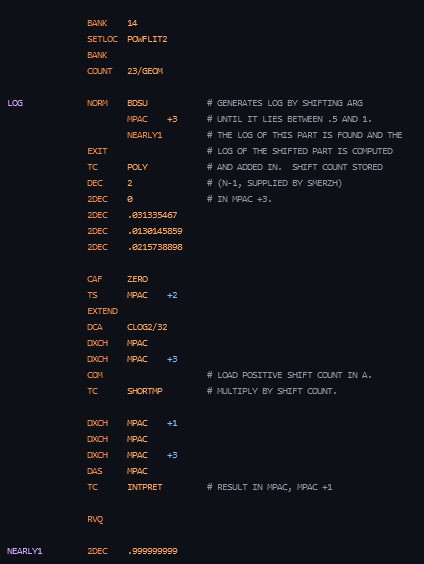 BANK 14
SETLOC POWFLIT2
BANK
COUNT 23/GEOM
LOG NORM BDSU # GENERATES LOG BY SHIFTING ARG
MPAC +3 # UNTIL IT LIES BETWEEN .5 AND 1.
NEARLY1 # THE LOG OF THIS PART IS FOUND AND THE
EXIT # LOG OF THE SHIFTED PART IS COMPUTED
TC POLY # AND ADDED IN. SHIFT COUNT STORED
DEC 2 # (N-1, SUPPLIED BY SMERZH)
2DEC 0 # IN MPAC +3.
2DEC .031335467
2DEC .0130145859
2DEC .0215738898
CAF ZERO
TS MPAC +2
EXTEND
DCA CLOG2/32
DXCH MPAC
DXCH MPAC +3
COM # LOAD POSITIVE SHIFT COUNT IN A.
TC SHORTMP # MULTIPLY BY SHIFT COUNT.
DXCH MPAC +1
DXCH MPAC
DXCH MPAC +3
DAS MPAC
TC INTPRET # RESULT IN MPAC, MPAC +1
RVQ
NEARLY1 2DEC .999999999